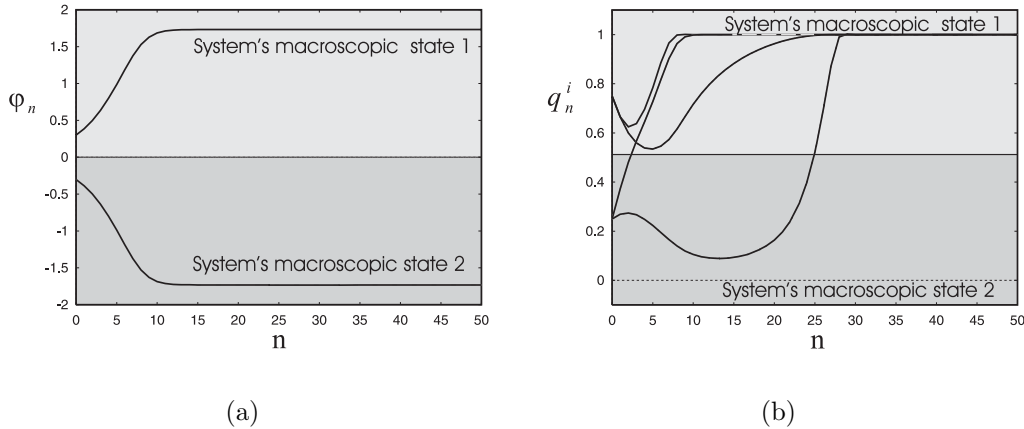 2
1.5
1
0.5
0
-0.5
-1
-1.5
-2
φn
System's macroscopic state 1
System's macroscopic state 2
0 5 10 15 20 25 30 35 40 45 50
n
(a)
1
0.8
0.6
0.4
0.2
0
q n i
System's macroscopic state 1
System's macroscopic state 2
0 5 10 15 20 25 30 35 40 45 50
n
(b)